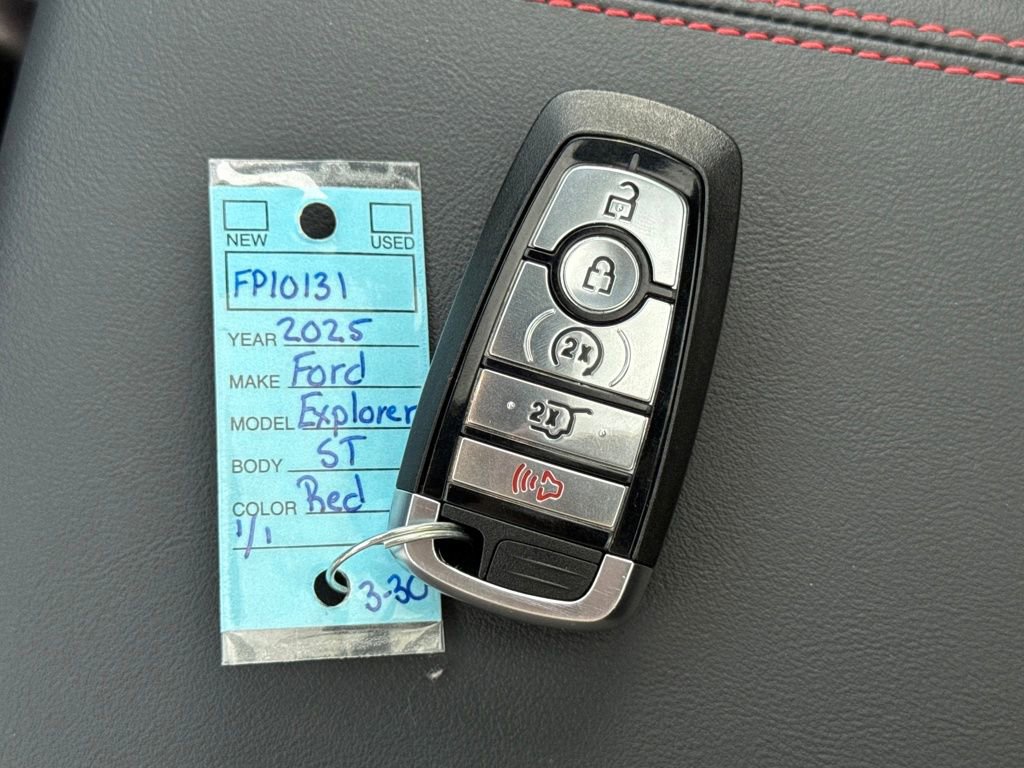 NEW USED
FP10131
YEAR 2025
MAKE Ford
MODEL Explorer
BODY ST
COLOR Red
1/1
3-30
2x
2x